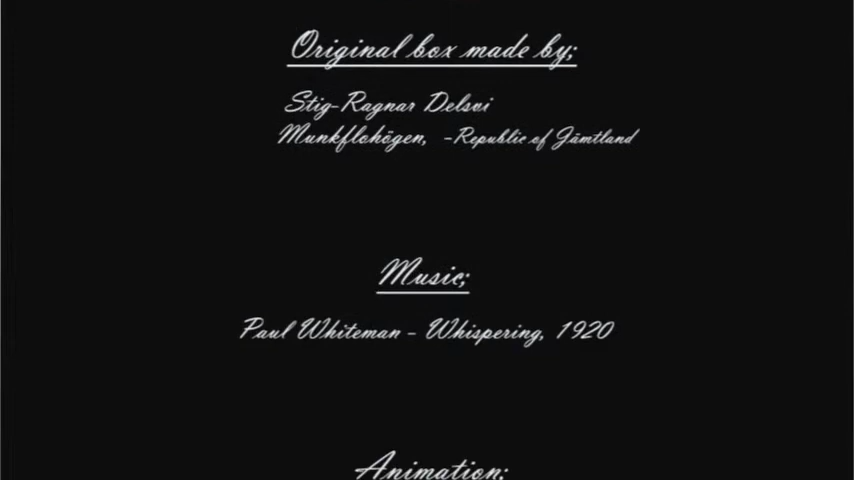 Original box made by;
Stig-Ragnar Delsvi
Munkflohögen, -Republic of Jämtland
Music;
Paul Whiteman - Whispering, 1920
Animation;